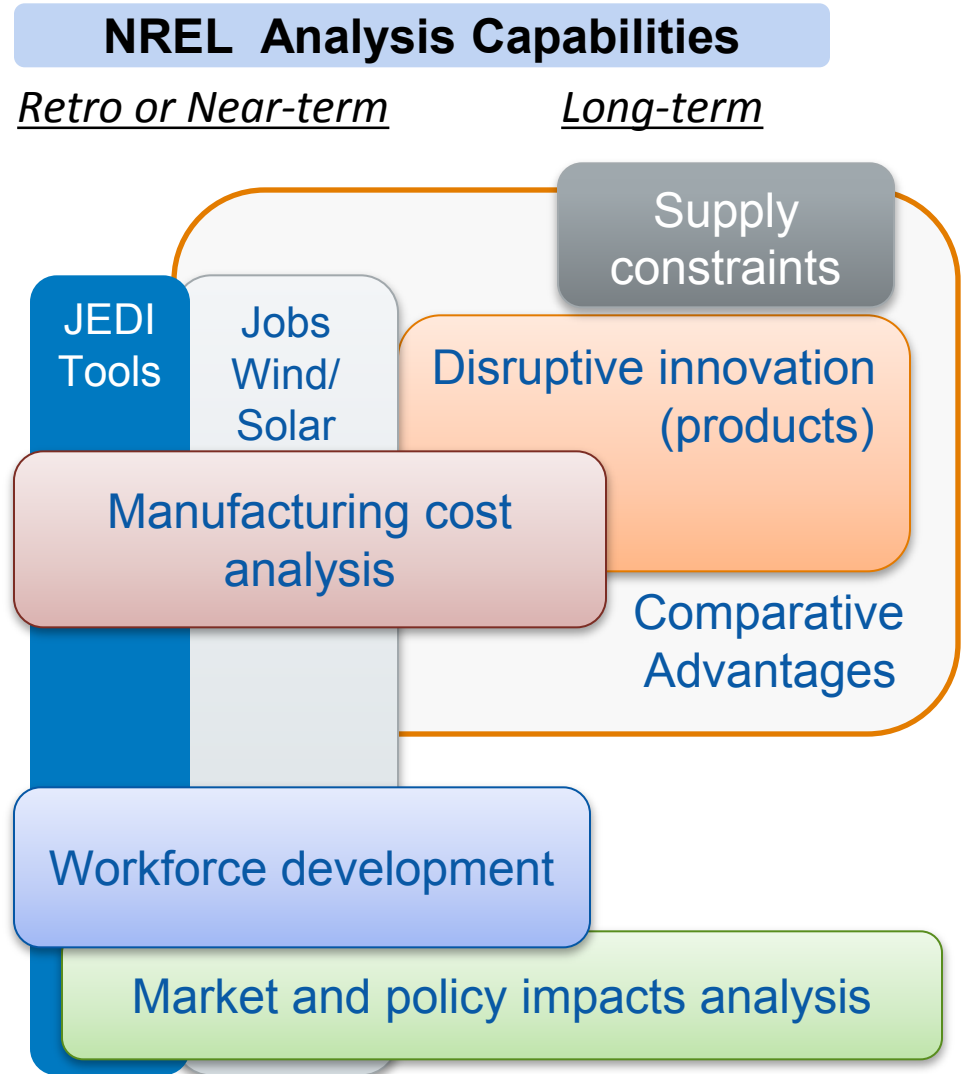 NREL Analysis Capabilities
Retro or Near-term
Long-term
Supply
constraints
JEDI
Tools
Jobs
Wind/
Solar
Disruptive innovation
(products)
Manufacturing cost
analysis
Comparative
Advantages
Workforce development
Market and policy impacts analysis